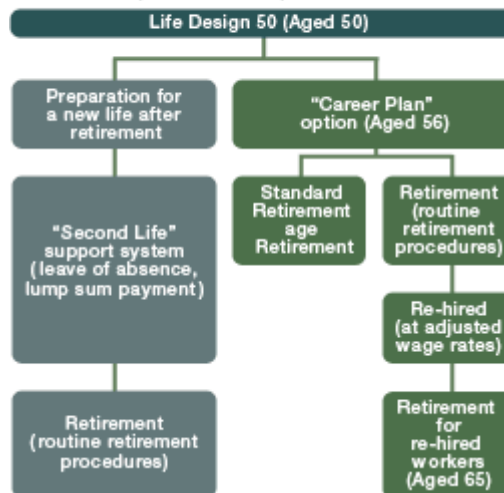 Life Design 50 (Aged 50)
Preparation for
a new life after
retirement
“Career Plan”
option (Aged 56)
“Second Life”
support system
(leave of absence,
lump sum payment)
Standard
Retirement
age
Retirement
Retirement
(routine
retirement
procedures)
Re-hired
(at adjusted
wage rates)
Retirement
(routine retirement
procedures)
Retirement
for
re-hired
workers
(Aged 65)